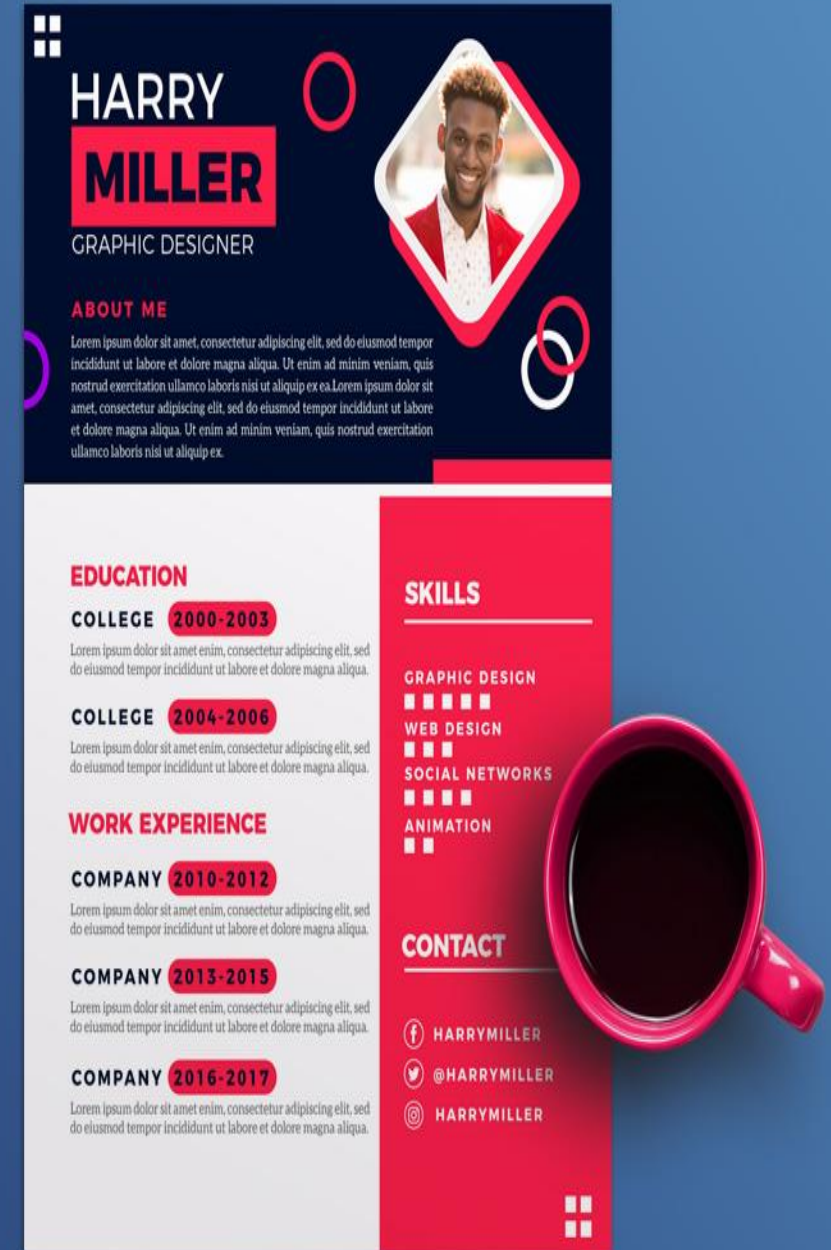 HARRY
MILLER
GRAPHIC DESIGNER
ABOUT ME
Lorem ipsum dolor sit amet, consectetur adipiscing elit, sed do eiusmod tempor
incididunt ut labore et dolore magna aliqua. Ut enim ad minim veniam, quis
nostrud exercitation ullamco laboris nisi ut aliquip ex ea.Lorem ipsum dolor sit
amet, consectetur adipiscing elit, sed do eiusmod tempor incididunt ut labore
et dolore magna aliqua. Ut enim ad minim veniam, quis nostrud exercitation
ullamco laboris nisi ut aliquip ex.
EDUCATION
COLLEGE 2000-2003
Lorem ipsum dolor sit amet enim, consectetur adipiscing elit, sed
do eiusmod tempor incididunt ut labore et dolore magna aliqua.
COLLEGE 2004-2006
Lorem ipsum dolor sit amet enim, consectetur adipiscing elit, sed
do eiusmod tempor incididunt ut labore et dolore magna aliqua.
WORK EXPERIENCE
COMPANY 2010-2012
Lorem ipsum dolor sit amet enim, consectetur adipiscing elit, sed
do eiusmod tempor incididunt ut labore et dolore magna aliqua.
COMPANY 2013-2015
Lorem ipsum dolor sit amet enim, consectetur adipiscing elit, sed
do eiusmod tempor incididunt ut labore et dolore magna aliqua.
COMPANY 2016-2017
Lorem ipsum dolor sit amet enim, consectetur adipiscing elit, sed
do eiusmod tempor incididunt ut labore et dolore magna aliqua.
SKILLS
GRAPHIC DESIGN
WEB DESIGN
SOCIAL NETWORKS
ANIMATION
CONTACT
HARRYMILLER
@HARRYMILLER
HARRYMILLER